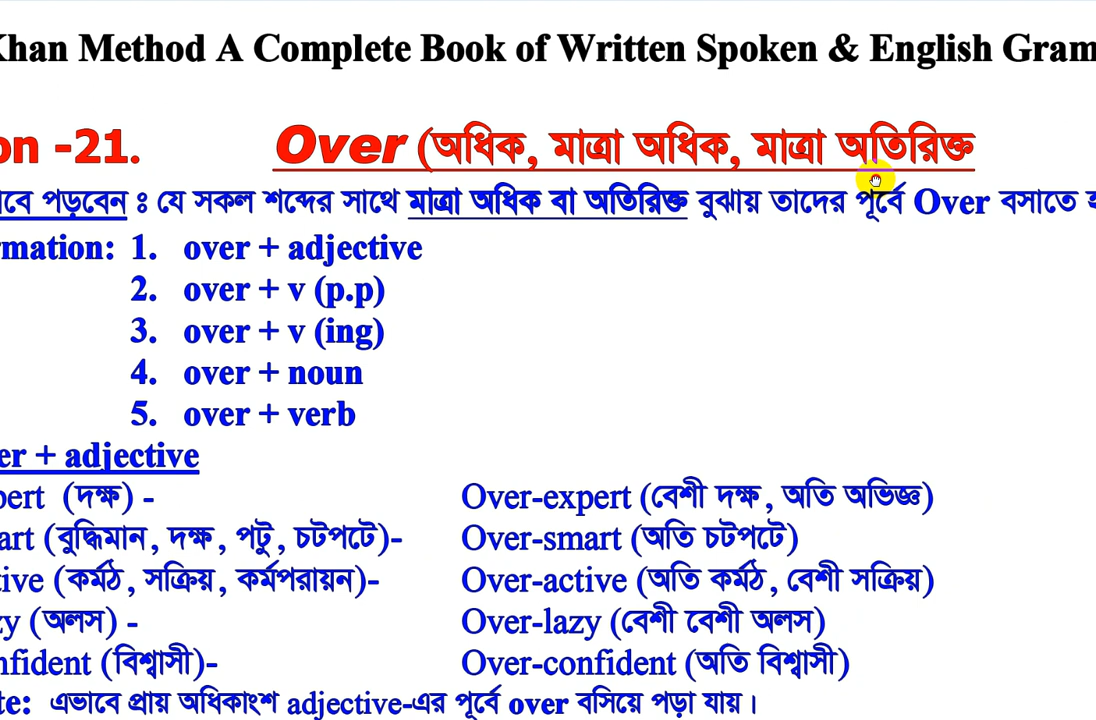 Khan Method A Complete Book of Written Spoken & English Gram
on -21. Over (অধিক, মাত্রা অধিক, মাত্রা অতিরিক্ত
াবে পড়বেন ঃ যে সকল শব্দের সাথে মাত্রা অধিক বা অতিরিক্ত বুঝায় তাদের পূর্বে Over বসাতে হ
rmation: 1. over + adjective
2. over + v (p.p)
3. over + v (ing)
4. over + noun
5. over + verb
er + adjective
pert (দক্ষ) - Over-expert (বেশী দক্ষ, অতি অভিজ্ঞ)
art (বুদ্ধিমান, দক্ষ, পটু, চটপটে)- Over-smart (অতি চটপটে)
tive (কর্মঠ, সক্রিয়, কর্মপরায়ন)- Over-active (অতি কর্মঠ, বেশী সক্রিয়)
zy (অলস) - Over-lazy (বেশী বেশী অলস)
nfident (বিশ্বাসী)- Over-confident (অতি বিশ্বাসী)
te: এভাবে প্রায় অধিকাংশ adjective-এর পূর্বে over বসিয়ে পড়া যায়।